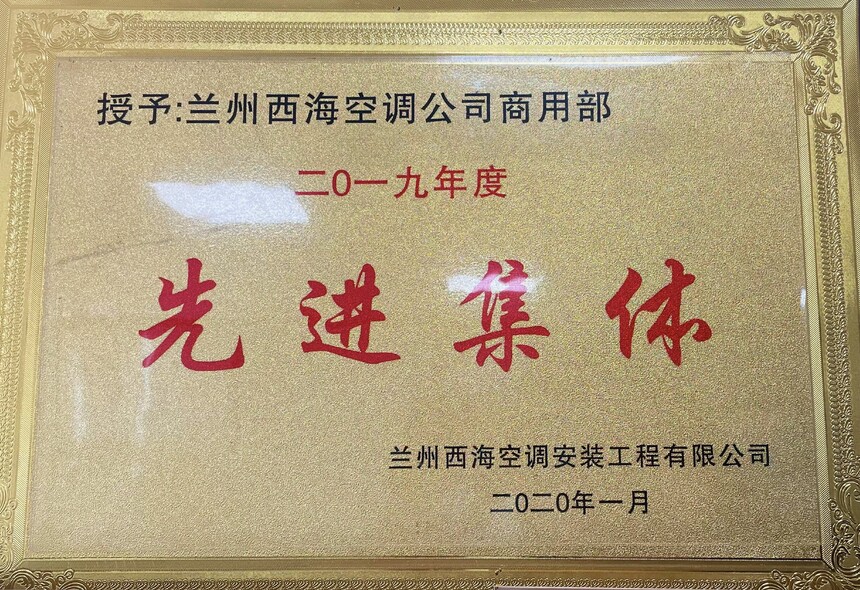 授予:兰州西海空调公司商用部
二0一九年度
先进集体
兰州西海空调安装工程有限公司
二0二0年一月